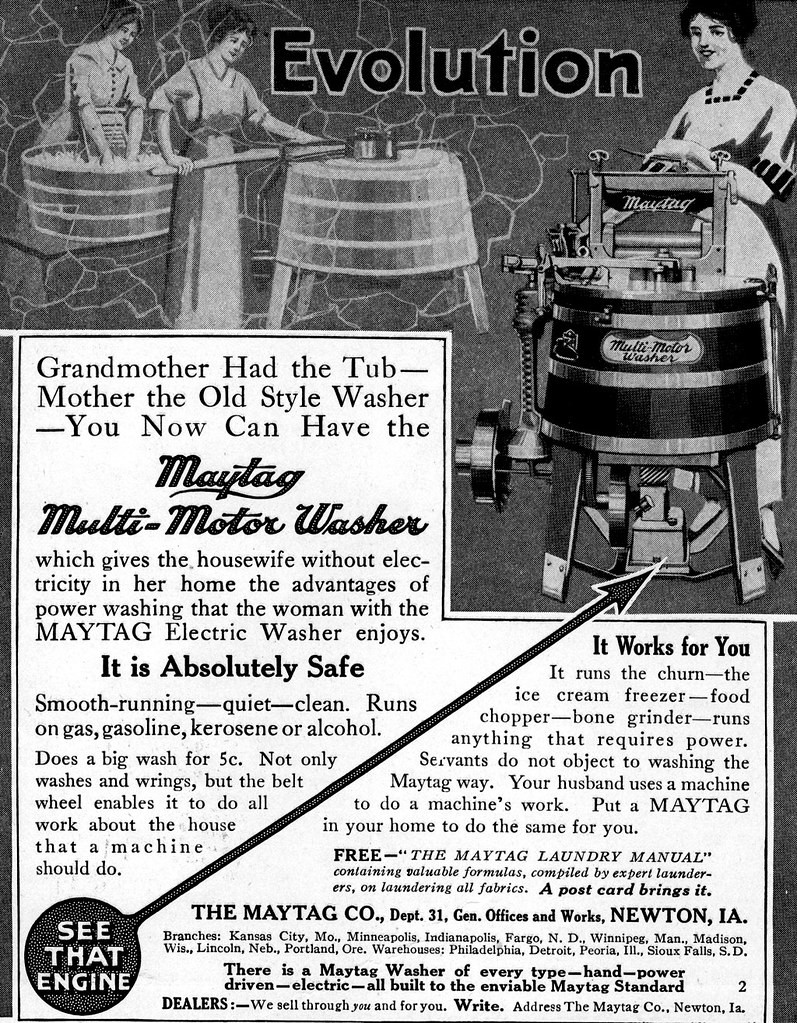 Evolution
Maytag
Multi-Motor
Washer
Grandmother Had the Tub—
Mother the Old Style Washer
—You Now Can Have the
Maytag
Multi-Motor Washer
which gives the housewife without elec-
tricity in her home the advantages of
power washing that the woman with the
MAYTAG Electric Washer enjoys.
It is Absolutely Safe
Smooth-running—quiet—clean. Runs
on gas, gasoline, kerosene or alcohol.
Does a big wash for 5c. Not only
washes and wrings, but the belt
wheel enables it to do all
work about the house
that a machine
should do.
SEE
THAT
ENGINE
It Works for You
It runs the churn—the
ice cream freezer—food
chopper—bone grinder—runs
anything that requires power.
Servants do not object to washing the
Maytag way. Your husband uses a machine
to do a machine's work. Put a MAYTAG
in your home to do the same for you.
FREE—"THE MAYTAG LAUNDRY MANUAL"
containing valuable formulas, compiled by expert launder-
ers, on laundering all fabrics. A post card brings it.
THE MAYTAG CO., Dept. 31, Gen. Offices and Works, NEWTON, IA.
Branches: Kansas City, Mo., Minneapolis, Indianapolis, Fargo, N. D., Winnipeg, Man., Madison,
Wis., Lincoln, Neb., Portland, Ore. Warehouses: Philadelphia, Detroit, Peoria, Ill., Sioux Falls, S. D.
There is a Maytag Washer of every type—hand—power
driven—electric—all built to the enviable Maytag Standard 2
DEALERS:—We sell through you and for you. Write. Address The Maytag Co., Newton, Ia.